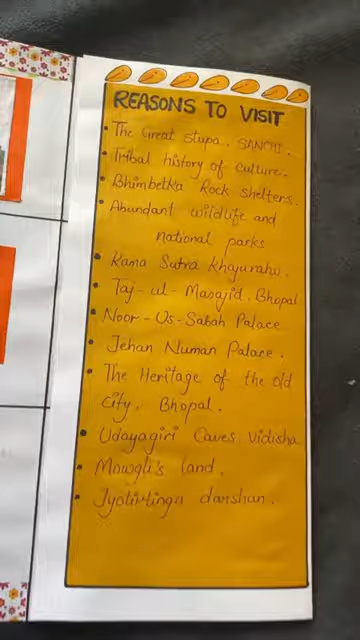 REASONS TO VISIT
• The Great stupa, SANCHI.
• Tribal history of culture.
• Bhimbetka Rock shelters.
• Abundant wildlife and
national parks
• Kama Sutra Khajuraho.
• Taj-ul-Masajid, Bhopal
• Noor-Us-Sabah Palace
• Jehan Numan Palace.
• The Heritage of the old
city, Bhopal.
• Udayagiri Caves, Vidisha
• Mowgli's land.
• Jyotirlinga darshan.